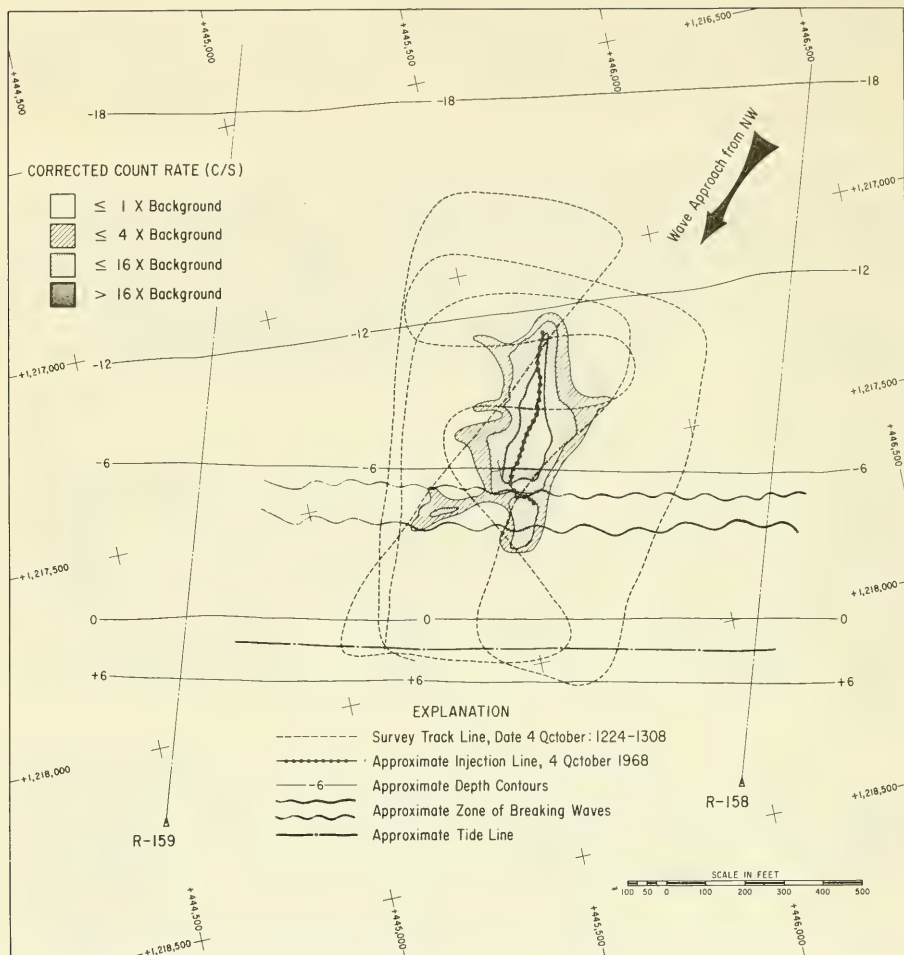 +445,000
+445,500
+1,216,500
+446,000
+446,500
+444,500
-18
-18
-18
CORRECTED COUNT RATE (C/S)
≤ 1 X Background
≤ 4 X Background
≤ 16 X Background
> 16 X Background
Wave Approach from NW
+1,217,000
-12
-12
-12
+1,217,000
+1,217,500
+446,500
-6
-6
-6
+1,217,500
+1,218,000
0
0
0
+6
+6
+6
EXPLANATION
Survey Track Line, Date 4 Qctober: 1224-1308
Approximate Injection Line, 4 October 1968
-6
Approximate Depth Contours
Approximate Zone of Breaking Waves
Approximate Tide Line
+1,218,000
R-159
R-158
+1,218,500
SCALE IN FEET
100 50 0 100 200 300 400 500
+444,500
+445,000
+445,500
+446,000
+1,218,500